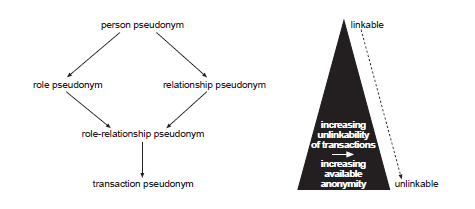 person pseudonym
linkable
role pseudonym
relationship pseudonym
role-relationship pseudonym
increasing
unlinkability
of transactions
increasing
available
anonymity
transaction pseudonym
unlinkable